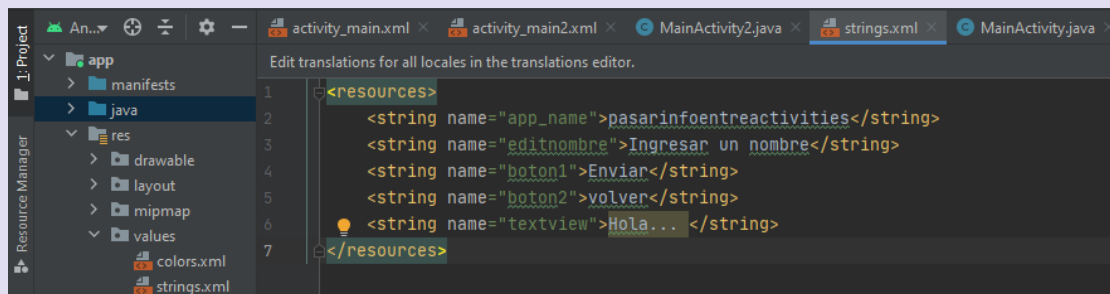 1: Project
Resource Manager
An...
activity_main.xml
activity_main2.xml
MainActivity2.java
strings.xml
MainActivity.java
app
manifests
java
res
drawable
layout
mipmap
values
colors.xml
strings.xml
Edit translations for all locales in the translations editor.
1 <resources>
2 <string name="app_name">pasarinfoentreactivities</string>
3 <string name="editnombre">Ingresar un nombre</string>
4 <string name="boton1">Enviar</string>
5 <string name="boton2">volver</string>
6 <string name="textview">Hola... </string>
7 </resources>